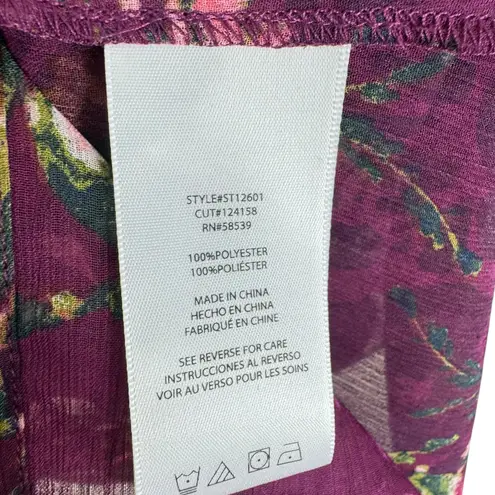 STYLE#ST12601
CUT#124158
RN#58539
100%POLYESTER
100%POLIÉSTER
MADE IN CHINA
HECHO EN CHINA
FABRIQUÉ EN CHINE
SEE REVERSE FOR CARE
INSTRUCCIONES AL REVERSO
VOIR AU VERSO POUR LES SOINS